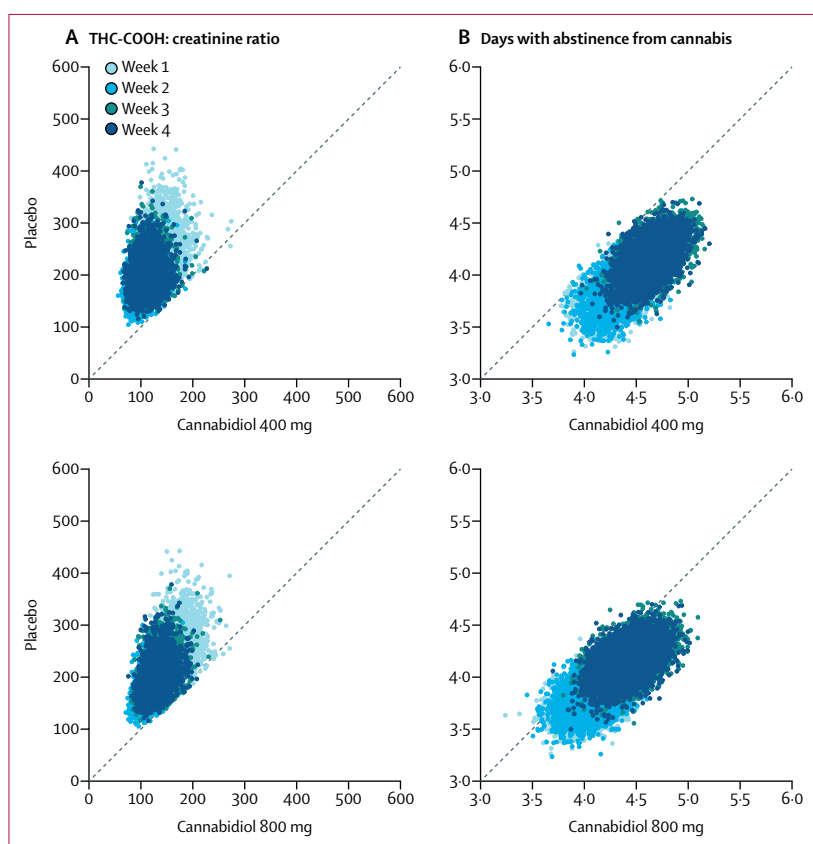 A THC-COOH: creatinine ratio
600
500
400
300
200
100
0
Placebo
Week 1
Week 2
Week 3
Week 4
0 100 200 300 400 500 600
Cannabidiol 400 mg
B Days with abstinence from cannabis
6·0
5·5
5·0
4·5
4·0
3·5
3·0
3·0 3·5 4·0 4·5 5·0 5·5 6·0
Cannabidiol 400 mg
600
500
400
300
200
100
0
Placebo
0 100 200 300 400 500 600
Cannabidiol 800 mg
6·0
5·5
5·0
4·5
4·0
3·5
3·0
3·0 3·5 4·0 4·5 5·0 5·5 6·0
Cannabidiol 800 mg